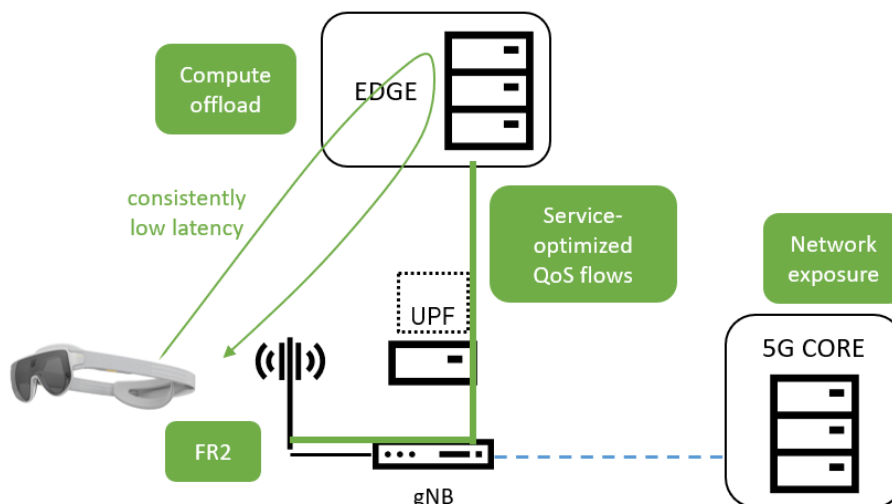 Compute
offload
EDGE
consistently
low latency
Service-
optimized
QoS flows
Network
exposure
UPF
5G CORE
FR2
gNB